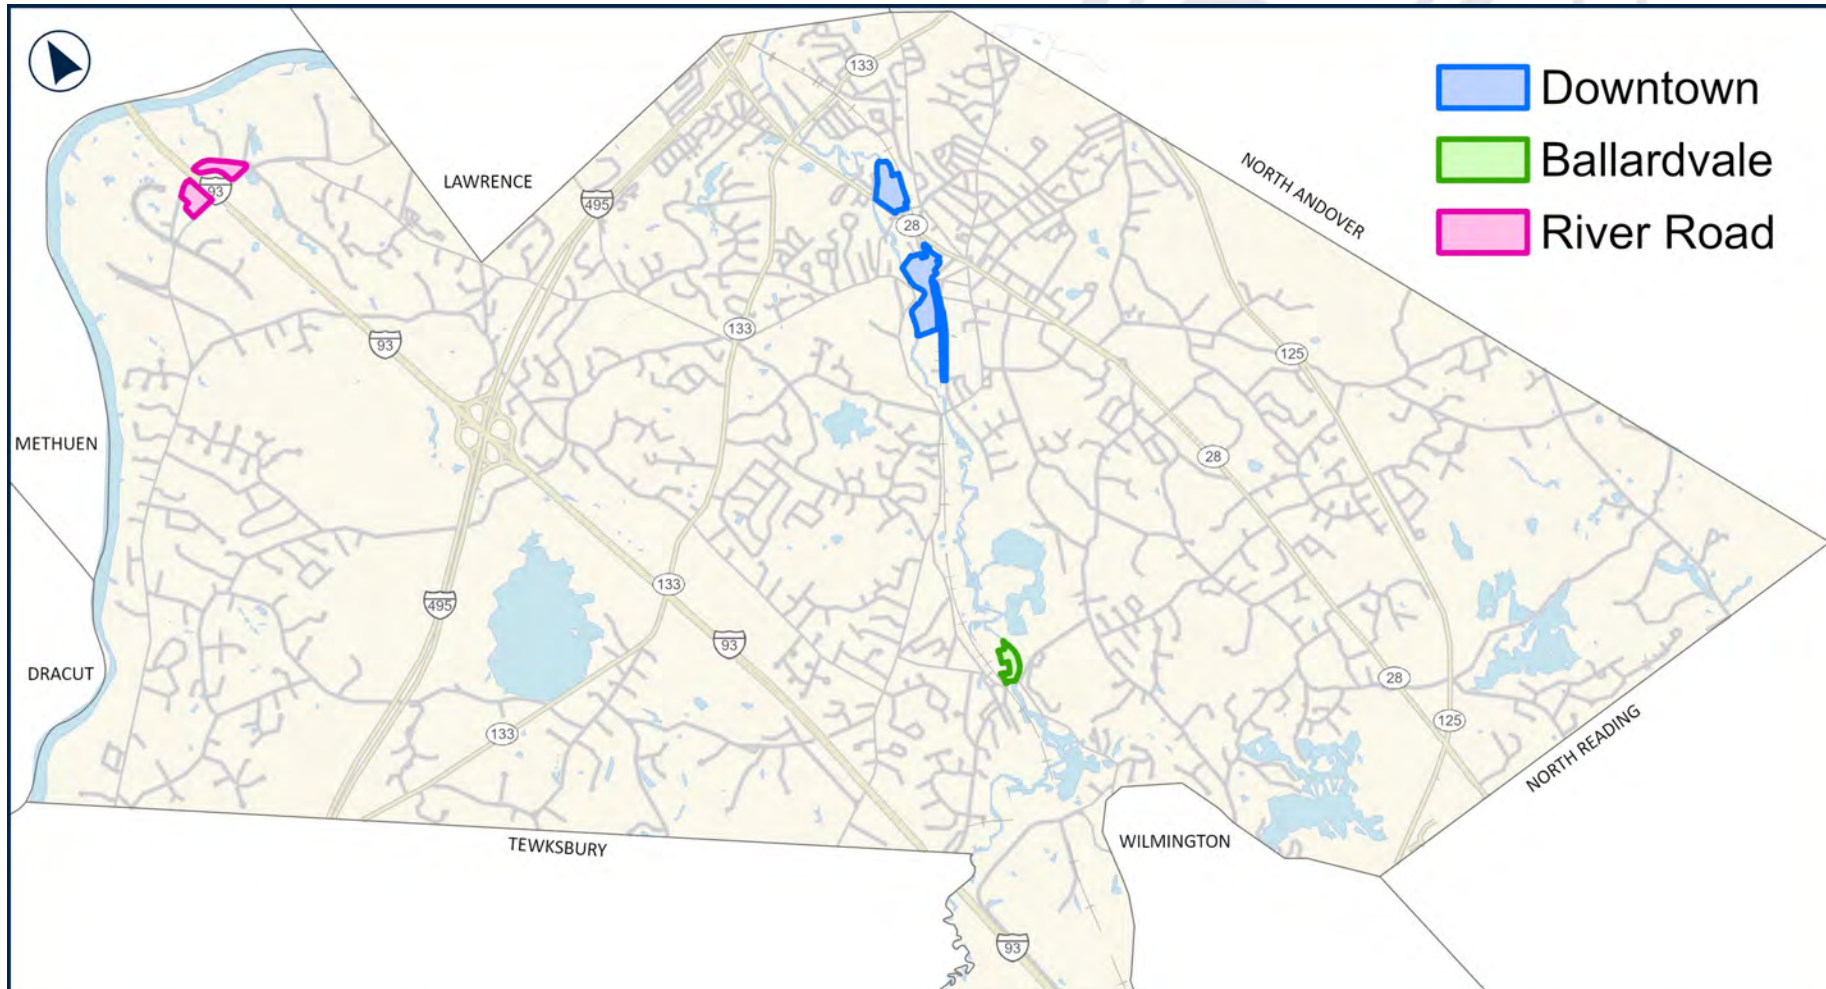 133
Downtown
Ballardvale
River Road
LAWRENCE
NORTH ANDOVER
93
495
28
93
133
125
METHUEN
28
133
495
93
DRACUT
28
125
133
NORTH READING
TEWKSBURY
WILMINGTON
93